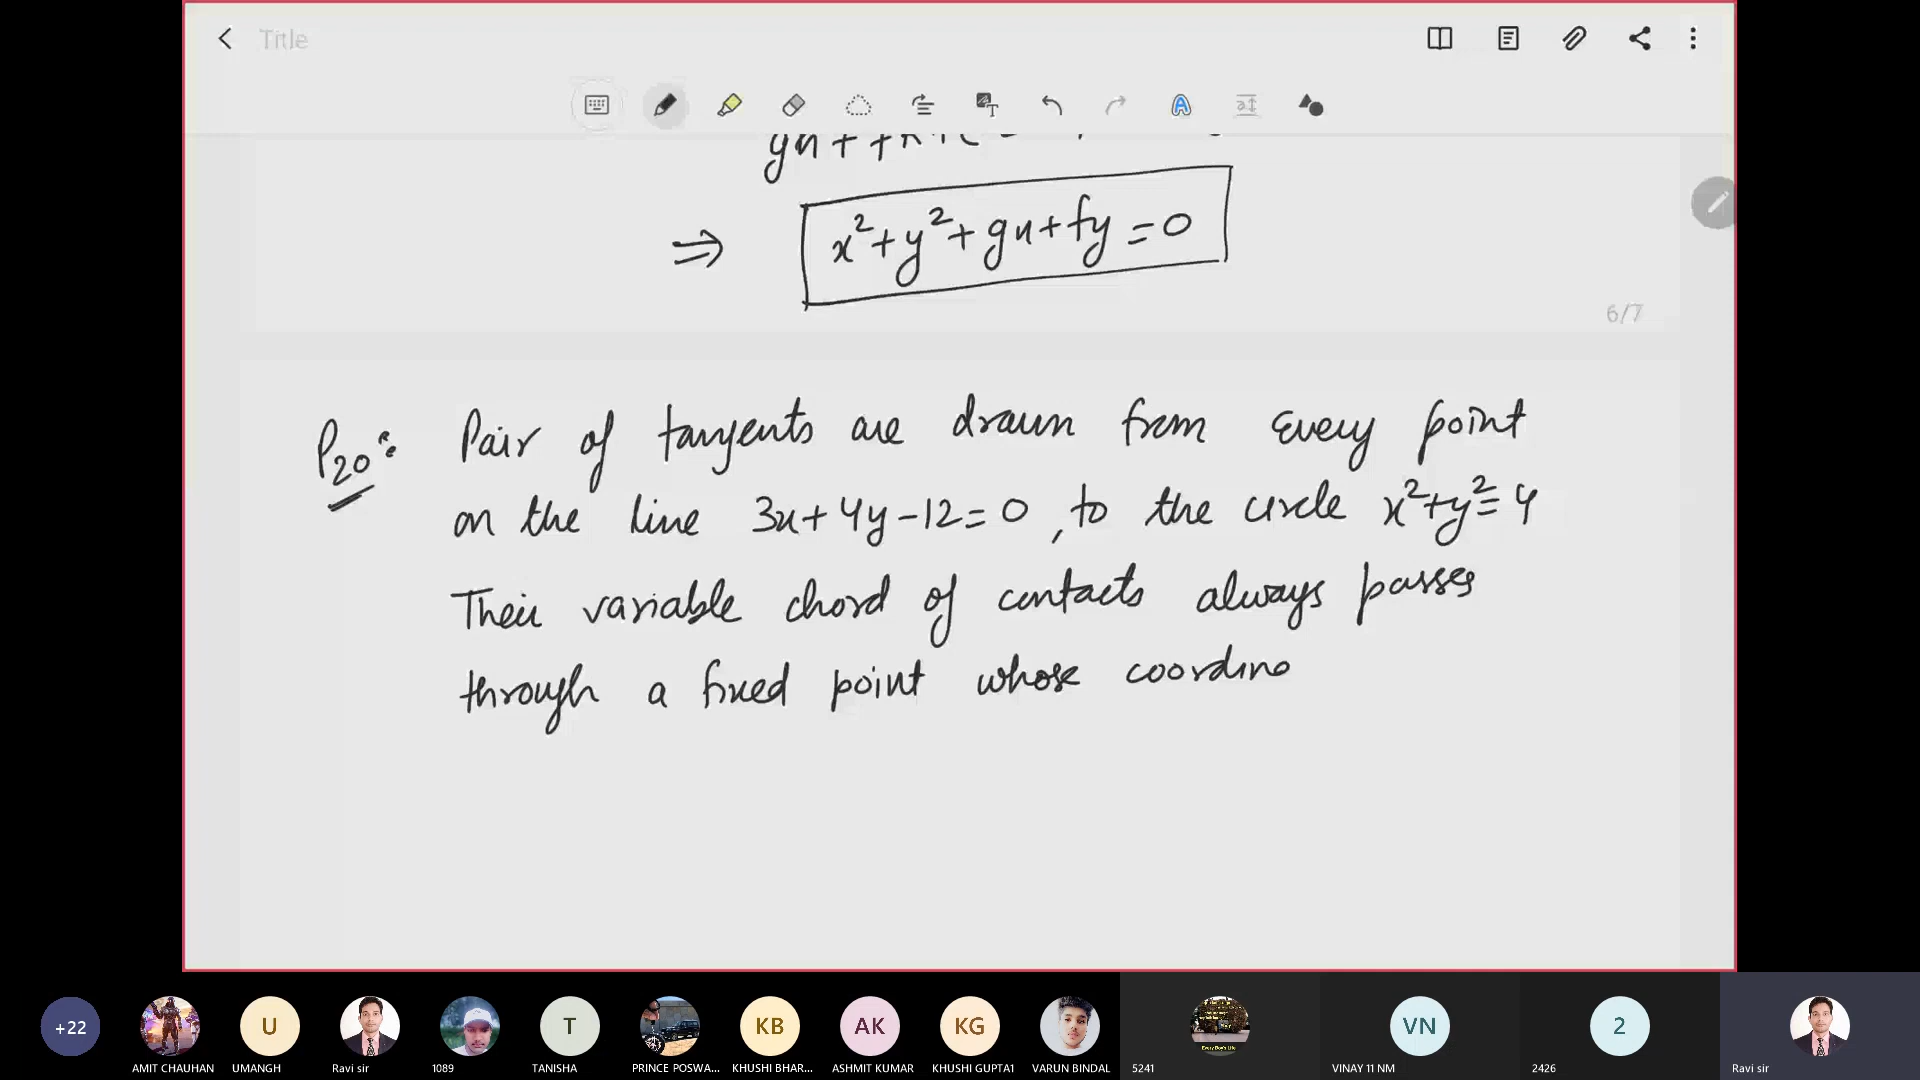 Title
⇒ x²+y²+gx+fy=0
6/7
P20: Pair of tangents are drawn from Every point
on the line 3x+4y-12=0, to the circle x²+y²=4
Their variable chord of contacts always passes
through a fixed point whose coordina
+22
U
T
KB
AK
KG
VN
2
AMIT CHAUHAN
UMANGH
Ravi sir
1089
TANISHA
PRINCE POSWA...
KHUSHI BHAR...
ASHMIT KUMAR
KHUSHI GUPTA1
VARUN BINDAL
5241
VINAY 11 NM
2426
Ravi sir